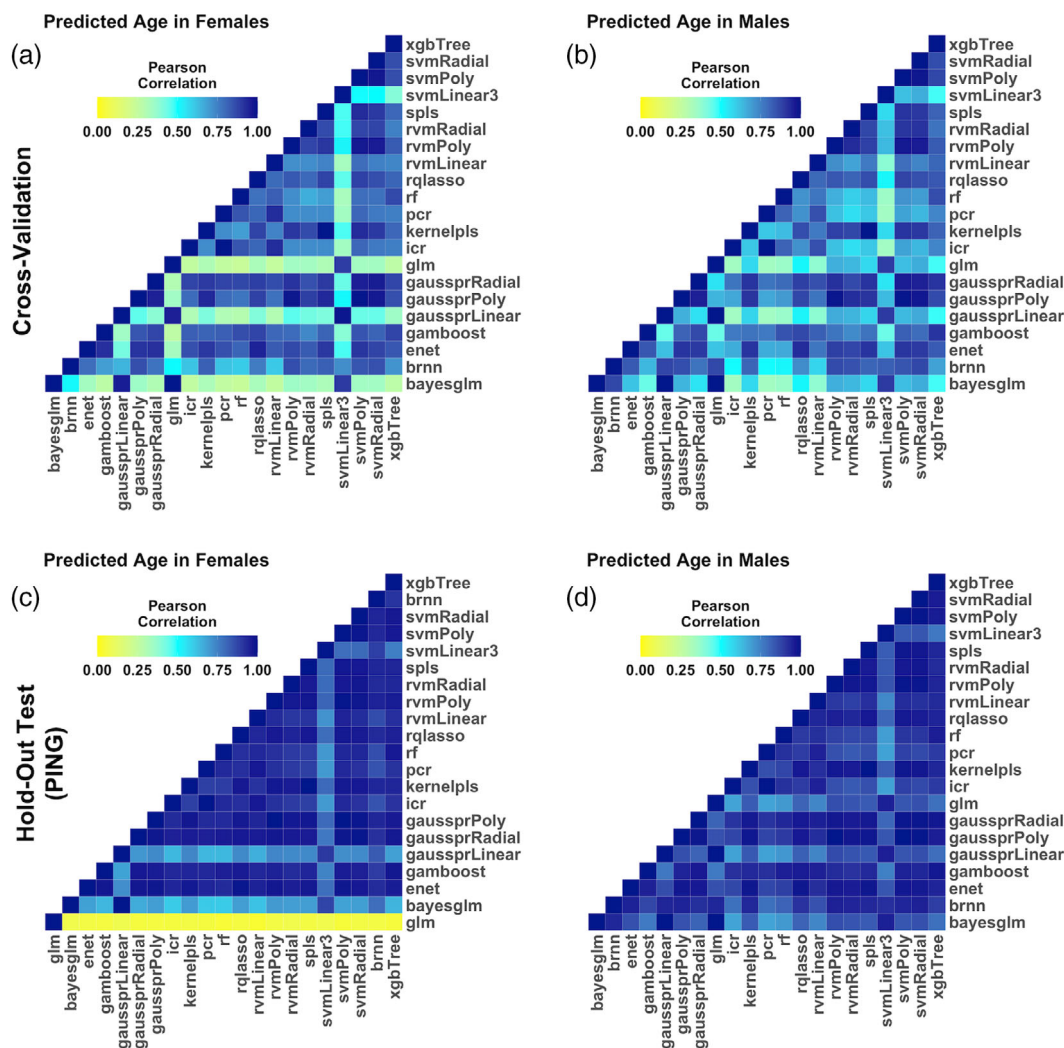 Predicted Age in Females
(a)
Cross-Validation
Pearson
Correlation
0.00 0.25 0.50 0.75 1.00
xgbTree
svmRadial
svmPoly
svmLinear3
spls
rvmRadial
rvmPoly
rvmLinear
rqlasso
rf
pcr
kernelpls
icr
glm
gaussprRadial
gaussprPoly
gaussprLinear
gamboost
enet
brnn
bayesglm
bayesglm
brnn
enet
gamboost
gaussprLinear
gaussprPoly
gaussprRadial
glm
icr
kernelpls
pcr
rf
rqlasso
rvmLinear
rvmPoly
rvmRadial
spls
svmLinear3
svmPoly
svmRadial
xgbTree
Predicted Age in Males
(b)
Pearson
Correlation
0.00 0.25 0.50 0.75 1.00
xgbTree
svmRadial
svmPoly
svmLinear3
spls
rvmRadial
rvmPoly
rvmLinear
rqlasso
rf
pcr
kernelpls
icr
glm
gaussprRadial
gaussprPoly
gaussprLinear
gamboost
enet
brnn
bayesglm
bayesglm
brnn
enet
gamboost
gaussprLinear
gaussprPoly
gaussprRadial
glm
icr
kernelpls
pcr
rf
rqlasso
rvmLinear
rvmPoly
rvmRadial
spls
svmLinear3
svmPoly
svmRadial
xgbTree
Predicted Age in Females
(c)
Hold-Out Test
(PING)
Pearson
Correlation
0.00 0.25 0.50 0.75 1.00
xgbTree
brnn
svmRadial
svmPoly
svmLinear3
spls
rvmRadial
rvmPoly
rvmLinear
rqlasso
rf
pcr
kernelpls
icr
gaussprPoly
gaussprRadial
gaussprLinear
gamboost
enet
bayesglm
glm
glm
bayesglm
enet
gamboost
gaussprLinear
gaussprRadial
gaussprPoly
icr
kernelpls
pcr
rf
rqlasso
rvmLinear
rvmPoly
rvmRadial
spls
svmLinear3
svmPoly
svmRadial
brnn
xgbTree
Predicted Age in Males
(d)
Pearson
Correlation
0.00 0.25 0.50 0.75 1.00
xgbTree
svmRadial
svmPoly
svmLinear3
spls
rvmRadial
rvmPoly
rvmLinear
rqlasso
rf
pcr
kernelpls
icr
glm
gaussprRadial
gaussprPoly
gaussprLinear
gamboost
enet
brnn
bayesglm
bayesglm
brnn
enet
gamboost
gaussprLinear
gaussprPoly
gaussprRadial
glm
icr
kernelpls
pcr
rf
rqlasso
rvmLinear
rvmPoly
rvmRadial
spls
svmLinear3
svmPoly
svmRadial
xgbTree